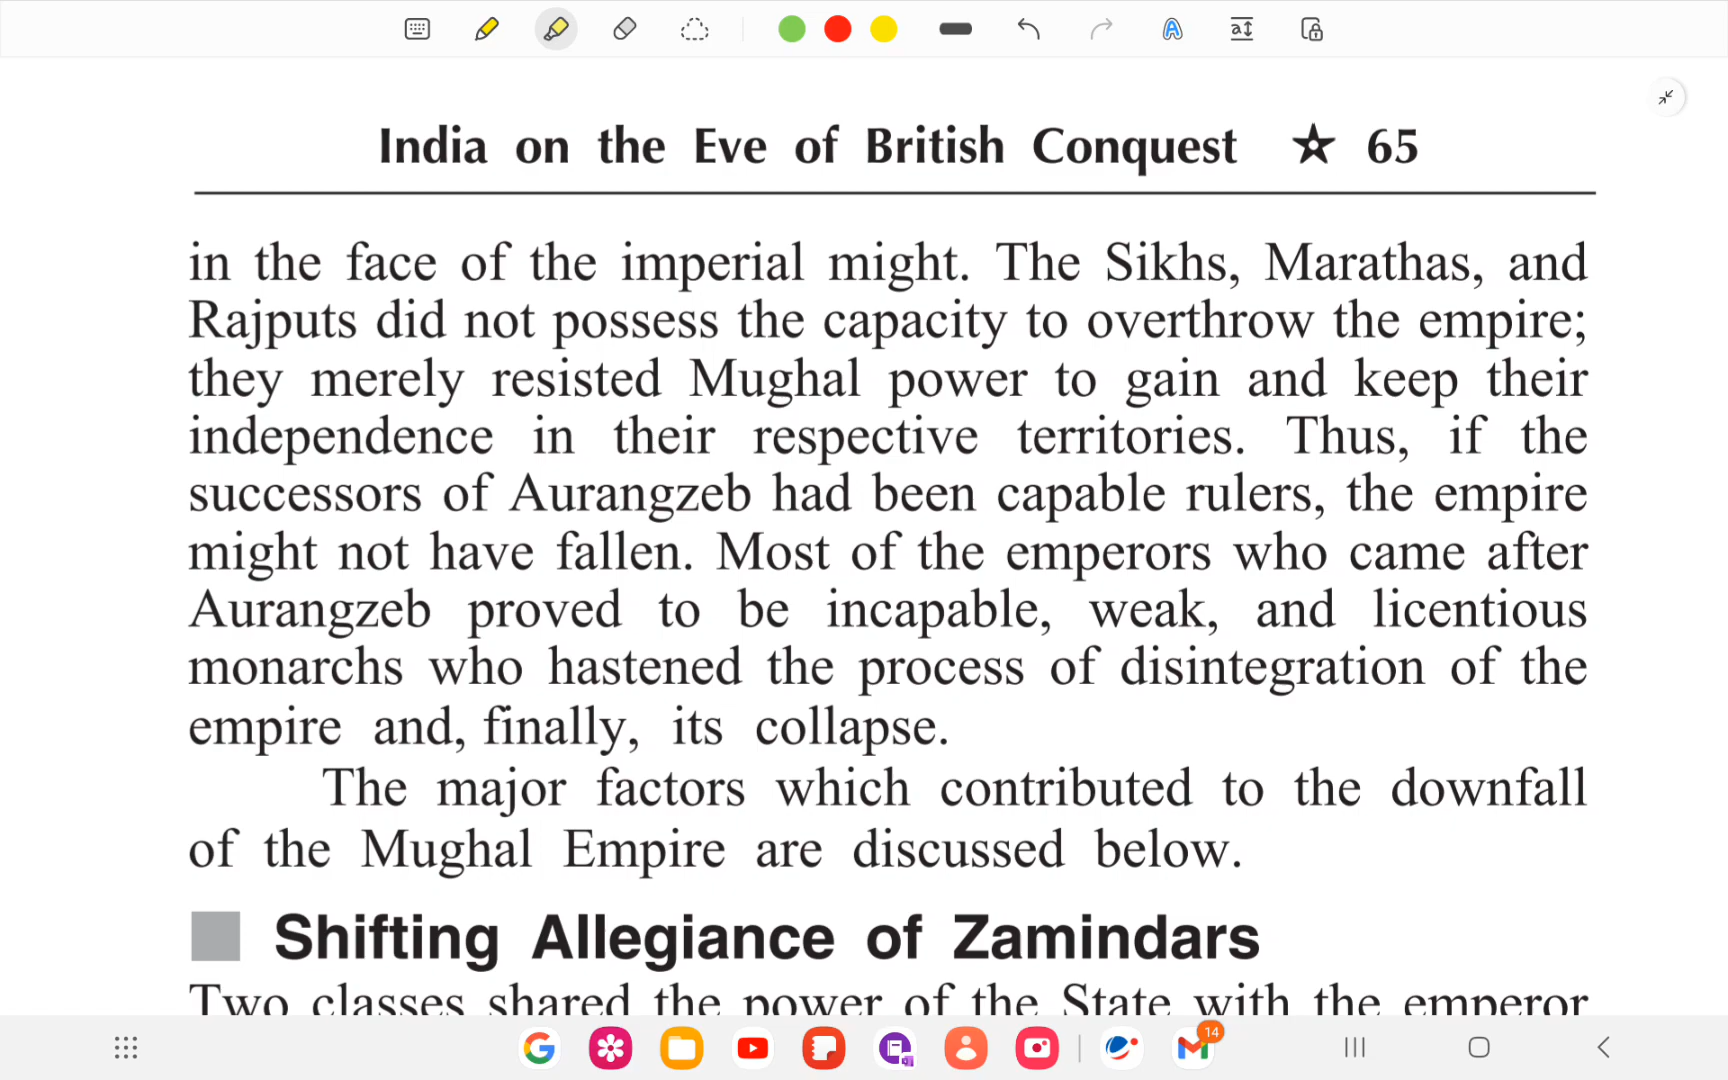 India on the Eve of British Conquest ★ 65
in the face of the imperial might. The Sikhs, Marathas, and
Rajputs did not possess the capacity to overthrow the empire;
they merely resisted Mughal power to gain and keep their
independence in their respective territories. Thus, if the
successors of Aurangzeb had been capable rulers, the empire
might not have fallen. Most of the emperors who came after
Aurangzeb proved to be incapable, weak, and licentious
monarchs who hastened the process of disintegration of the
empire and, finally, its collapse.
The major factors which contributed to the downfall
of the Mughal Empire are discussed below.
Shifting Allegiance of Zamindars
Two classes shared the power of the State with the emperor
14